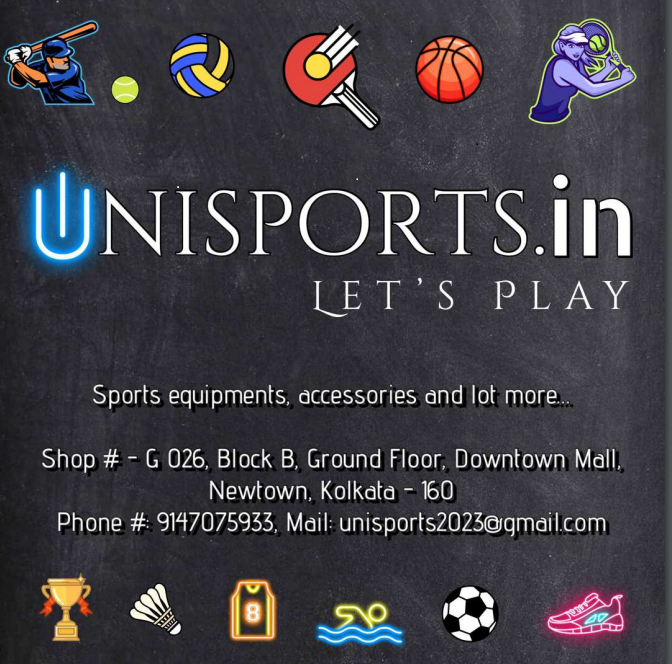 UNISPORTS.in
LET'S PLAY
Sports equipments, accessories and lot more...
Shop # - G 026, Block B, Ground Floor, Downtown Mall,
Newtown, Kolkata - 160
Phone #: 9147075933, Mail: unisports2023@gmail.com
8